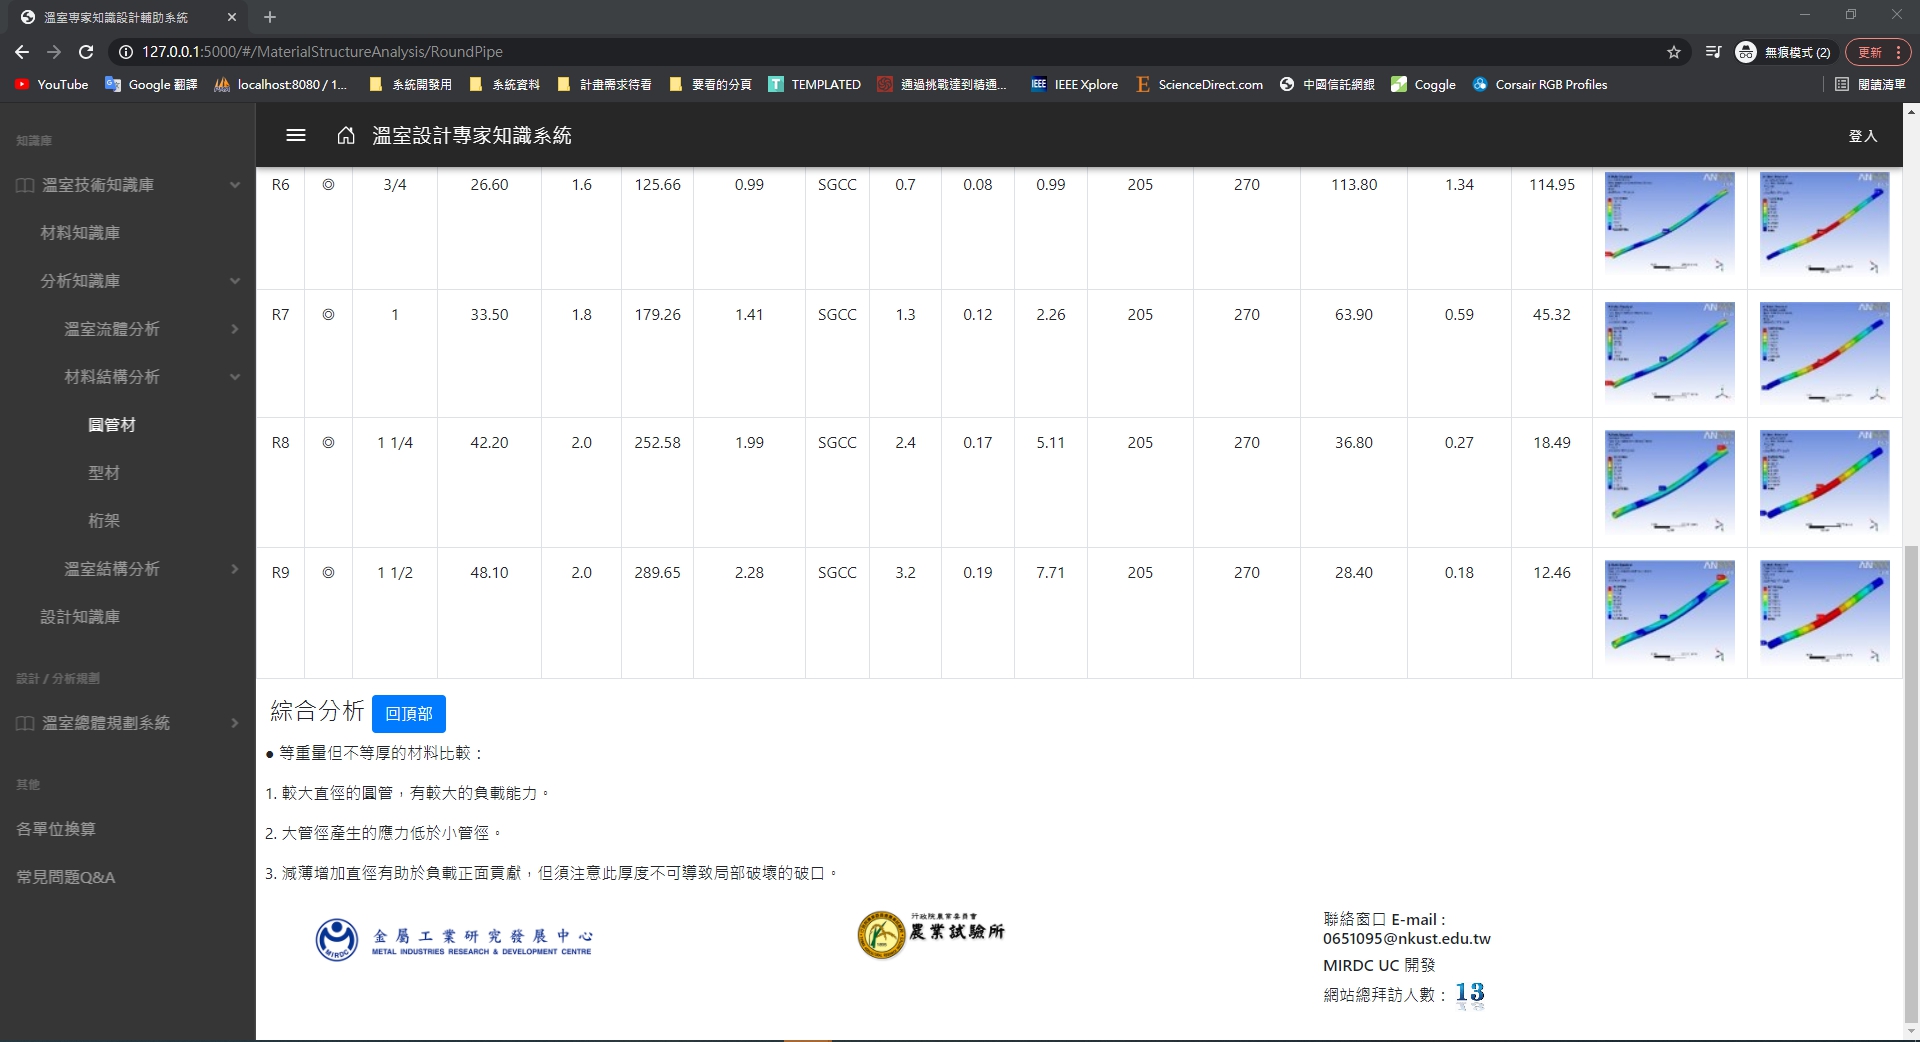 溫室專家知識設計輔助系統
127.0.0.1:5000/#/MaterialStructureAnalysis/RoundPipe
無痕模式 (2)
更新
YouTube
Google 翻譯
localhost:8080 / 1...
系統開發用
系統資料
計畫需求待看
要看的分頁
TEMPLATED
通過挑戰達到精通...
IEEE Xplore
ScienceDirect.com
中國信託網銀
Coggle
Corsair RGB Profiles
閱讀清單
溫室設計專家知識系統
登入
知識庫
溫室技術知識庫
材料知識庫
分析知識庫
溫室流體分析
材料結構分析
圓管材
型材
桁架
溫室結構分析
設計知識庫
設計 / 分析規劃
溫室總體規劃系統
其他
各單位換算
常見問題Q&A
R6 ◎ 3/4 26.60 1.6 125.66 0.99 SGCC 0.7 0.08 0.99 205 270 113.80 1.34 114.95
R7 ◎ 1 33.50 1.8 179.26 1.41 SGCC 1.3 0.12 2.26 205 270 63.90 0.59 45.32
R8 ◎ 1 1/4 42.20 2.0 252.58 1.99 SGCC 2.4 0.17 5.11 205 270 36.80 0.27 18.49
R9 ◎ 1 1/2 48.10 2.0 289.65 2.28 SGCC 3.2 0.19 7.71 205 270 28.40 0.18 12.46
綜合分析 回頂部
● 等重量但不等厚的材料比較：
1. 較大直徑的圓管，有較大的負載能力。
2. 大管徑產生的應力低於小管徑。
3. 減薄增加直徑有助於負載正面貢獻，但須注意此厚度不可導致局部破壞的破口。
MIRDC
金屬工業研究發展中心
METAL INDUSTRIES RESEARCH & DEVELOPMENT CENTRE
行政院農業委員會
農業試驗所
聯絡窗口 E-mail :
0651095@nkust.edu.tw
MIRDC UC 開發
網站總拜訪人數： 13